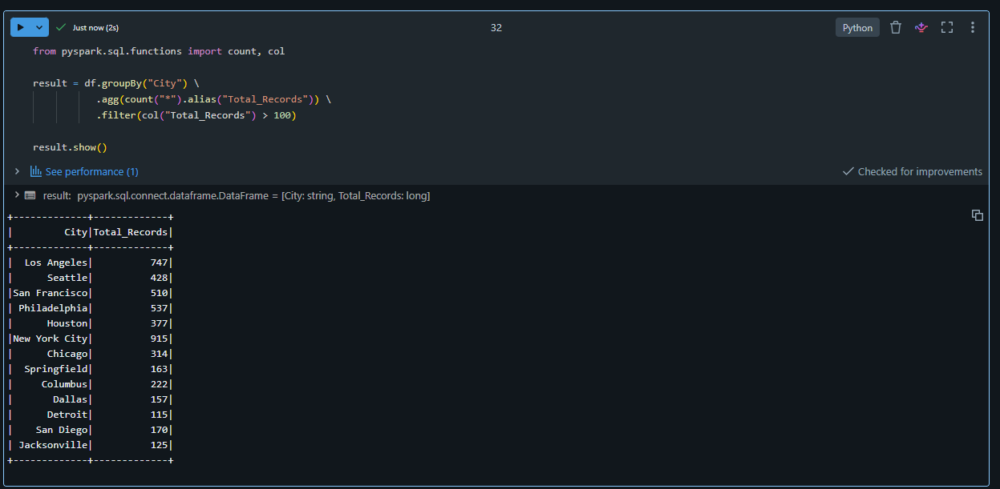 Just now (2s)
32
Python
from pyspark.sql.functions import count, col
result = df.groupBy("City") \
.agg(count("*").alias("Total_Records")) \
.filter(col("Total_Records") > 100)
result.show()
See performance (1)
Checked for improvements
result: pyspark.sql.connect.dataframe.DataFrame = [City: string, Total_Records: long]
+-------------+-------------+
|         City|Total_Records|
+-------------+-------------+
|  Los Angeles|          747|
|      Seattle|          428|
|San Francisco|          510|
| Philadelphia|          537|
|      Houston|          377|
|New York City|          915|
|      Chicago|          314|
|  Springfield|          163|
|     Columbus|          222|
|       Dallas|          157|
|      Detroit|          115|
|    San Diego|          170|
| Jacksonville|          125|
+-------------+-------------+